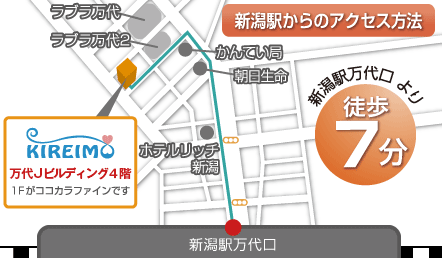 新潟駅からのアクセス方法
ラブラ万代
ラブラ万代2
かんてい局
朝日生命
新潟駅万代口 より
徒歩
7分
KIREIMO
万代Jビルディング4階
1Fがココカラファインです
ホテルリッチ
新潟
新潟駅万代口